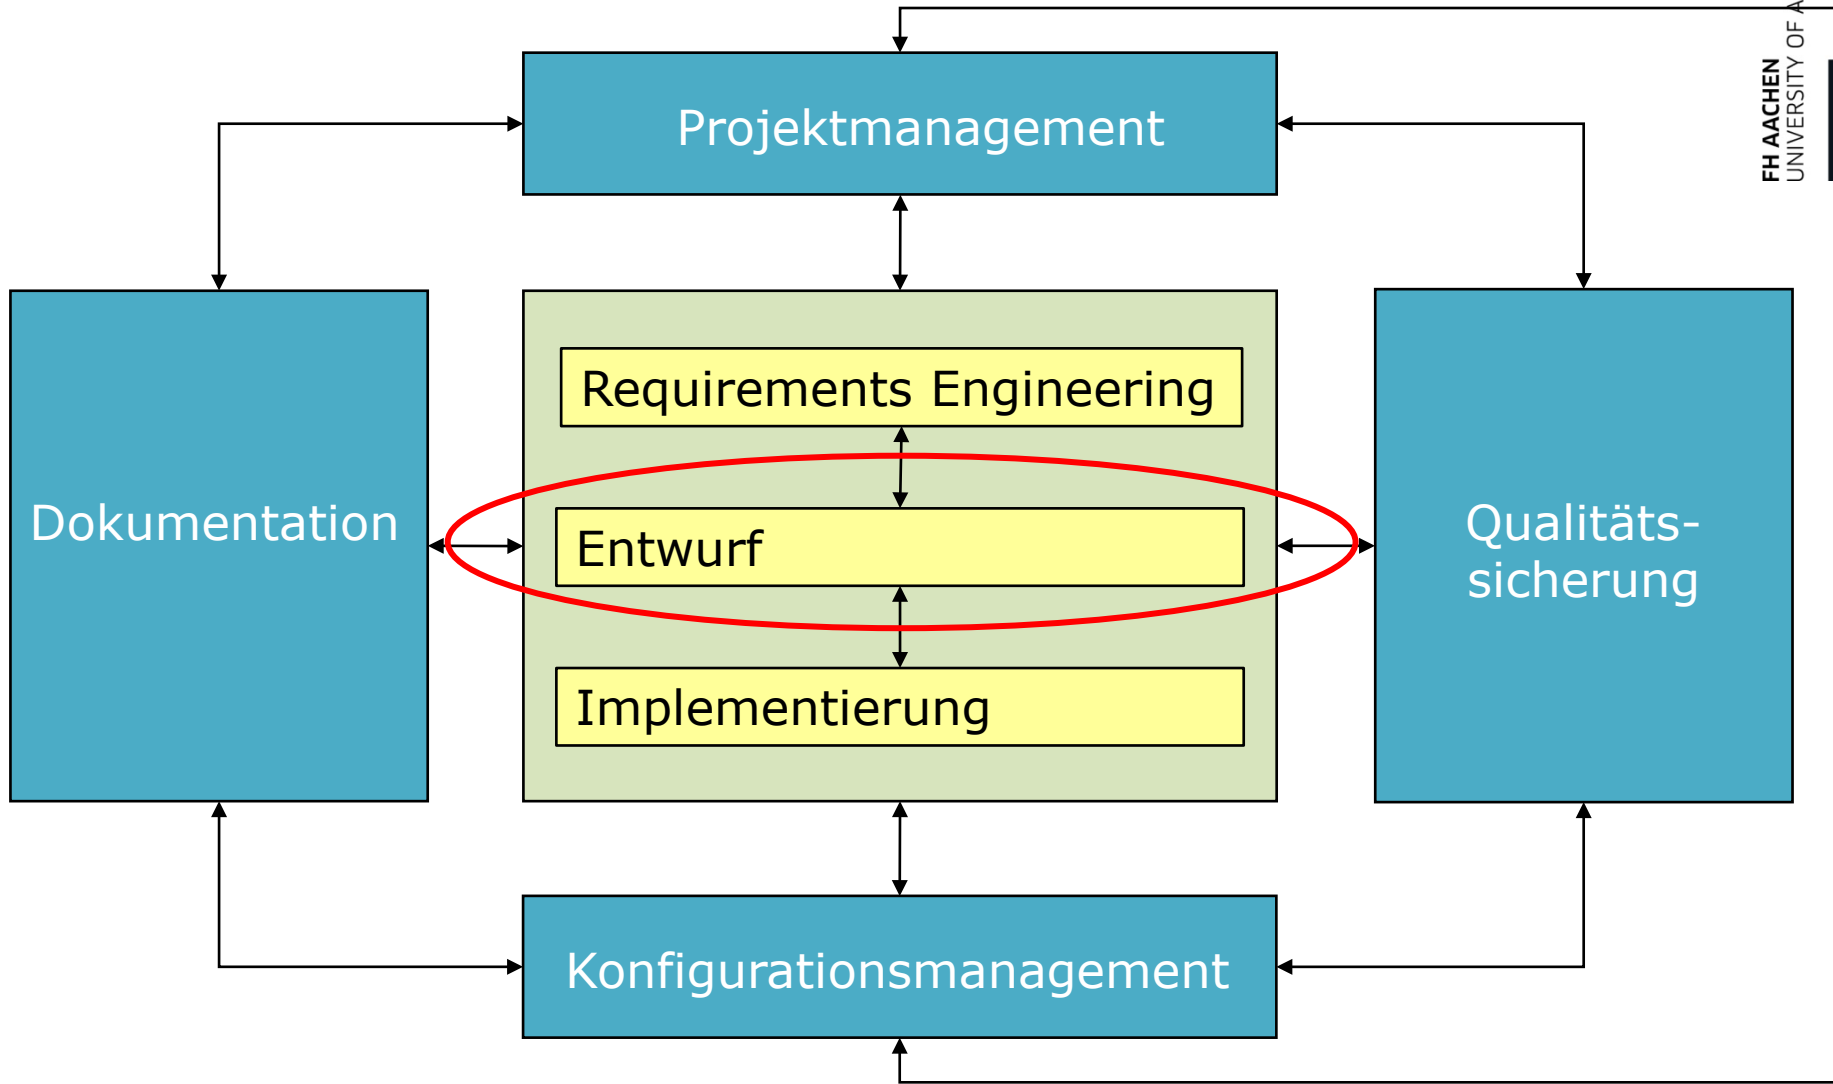 Projektmanagement
FH AACHEN
UNIVERSITY OF
Requirements Engineering
Dokumentation
Entwurf
Qualitäts-
sicherung
Implementierung
Konfigurationsmanagement